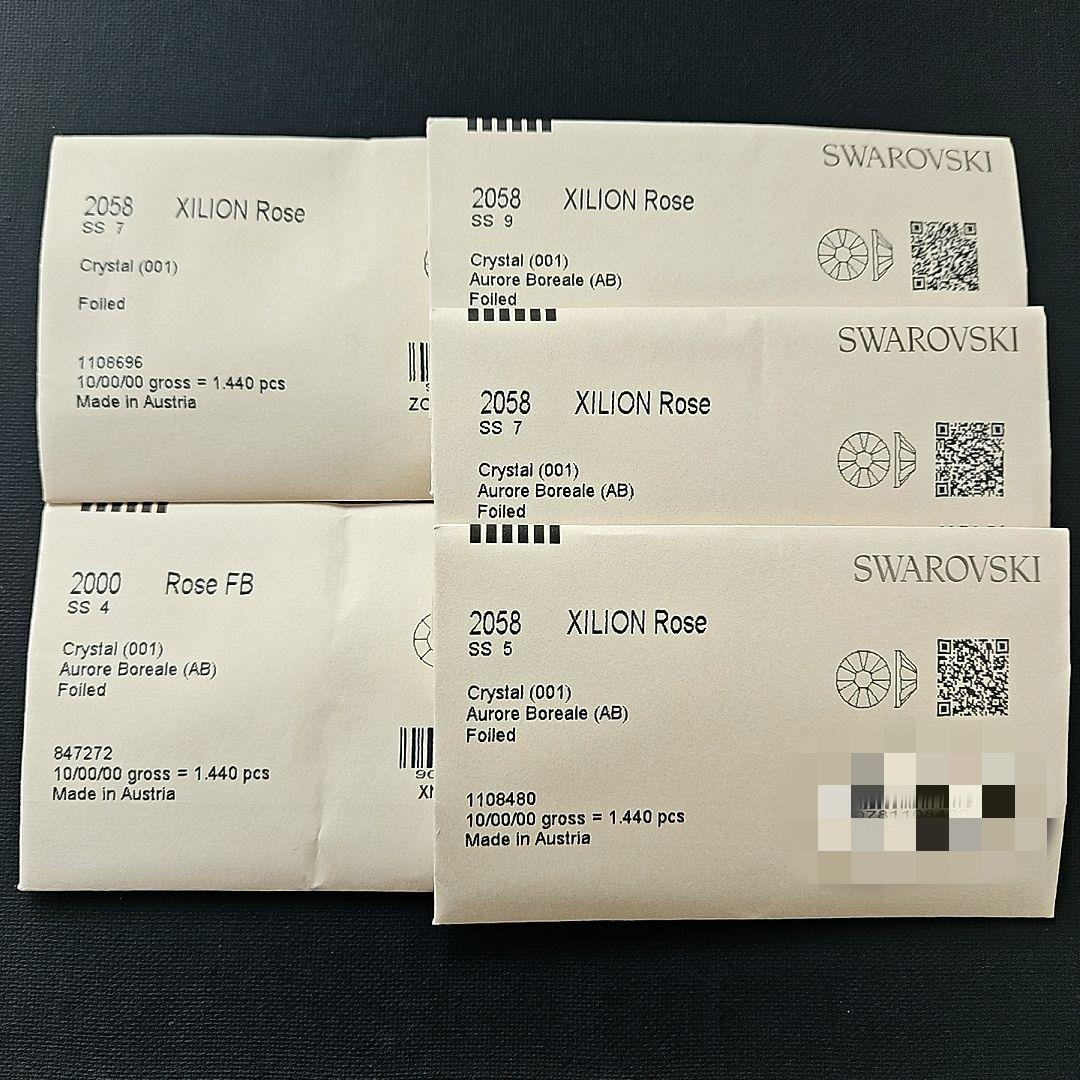 2058 XILION Rose
SS 7
Crystal (001)
Foiled
1108696
10/00/00 gross = 1.440 pcs
Made in Austria
2000 Rose FB
SS 4
Crystal (001)
Aurore Boreale (AB)
Foiled
847272
10/00/00 gross = 1.440 pcs
Made in Austria
SWAROVSKI
2058 XILION Rose
SS 9
Crystal (001)
Aurore Boreale (AB)
Foiled
SWAROVSKI
2058 XILION Rose
SS 7
Crystal (001)
Aurore Boreale (AB)
Foiled
SWAROVSKI
2058 XILION Rose
SS 5
Crystal (001)
Aurore Boreale (AB)
Foiled
1108480
10/00/00 gross = 1.440 pcs
Made in Austria